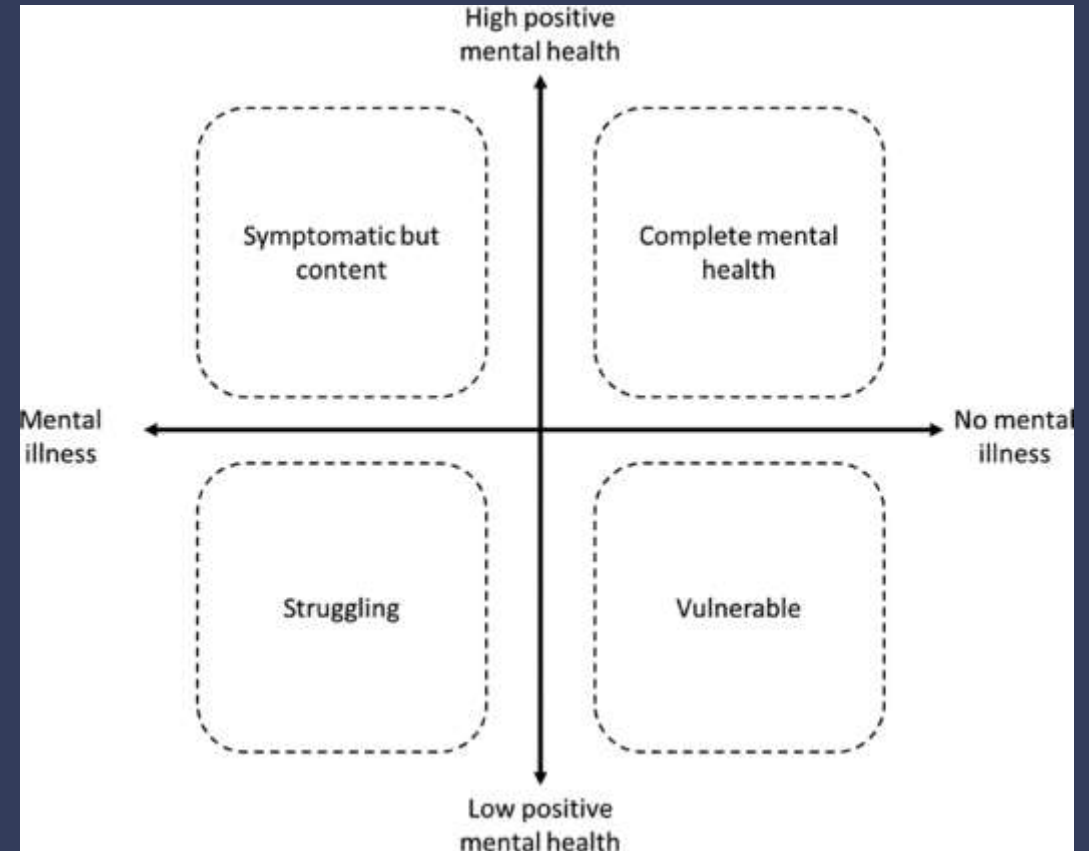 High positive
mental health
Symptomatic but
content
Complete mental
health
Mental
illness
No mental
illness
Struggling
Vulnerable
Low positive
mental health